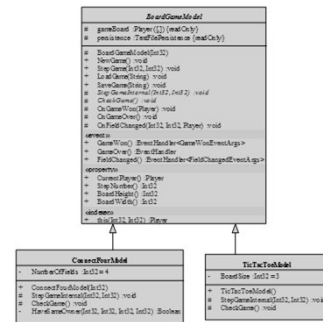 BoardGameModel
# gameBoard :Player ([,]) {readOnly}
# persistence :TextFilePersistence {readOnly}
# BoardGameModel(Int32)
+ NewGame() :void
+ StepGame(Int32, Int32) :void
+ LoadGame(String) :void
+ SaveGame(String) :void
# StepGameInternal(Int32, Int32) :void
# CheckGame() :void
# OnGameWon(Player) :void
# OnGameOver() :void
# OnFieldChanged(Int32, Int32, Player) :void
«event»
+ GameWon() :EventHandler<GameWonEventArgs>
+ GameOver() :EventHandler
+ FieldChanged() :EventHandler<FieldChangedEventArgs>
«property»
+ CurrentPlayer() :Player
+ StepNumber() :Int32
+ BoardHeight() :Int32
+ BoardWidth() :Int32
«indexer»
+ this(Int32, Int32) :Player
ConnectFourModel
- NumberOfFields :Int32 = 4
+ ConnectFourModel(Int32)
# StepGameInternal(Int32, Int32) :void
# CheckGame() :void
- HaveGameOwner(Int32, Int32, Int32, Int32) :Boolean
TicTacToeModel
- BoardSize :Int32 = 3
+ TicTacToeModel()
# StepGameInternal(Int32, Int32) :void
# CheckGame() :void